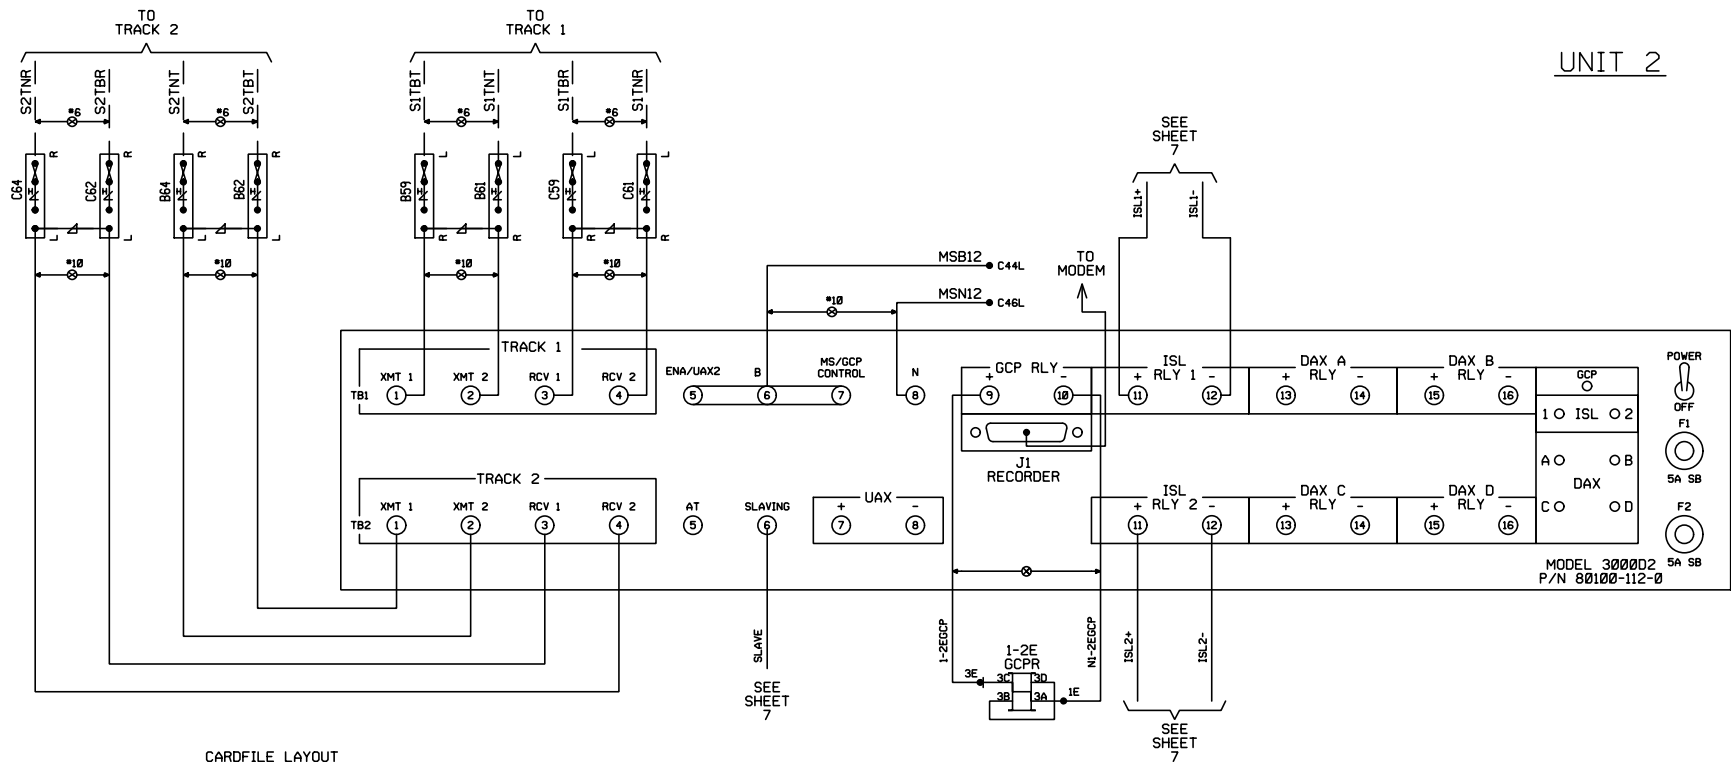 TO
TRACK 2
TO
TRACK 1
UNIT 2
S2TNR
S2TBR
S2TNT
S2TBT
S1TBT
S1TNT
S1TBR
S1TNR
*6
*6
*6
*6
SEE
SHEET
7
R
R
R
R
L
L
L
L
C64
C62
B64
B62
B59
B61
C59
C61
H
H
H
H
H
H
H
H
L
L
L
L
R
R
R
R
ISL1+
ISL1-
*10
*10
*10
*10
MSB12
C44L
TO
MODEM
MSN12
C46L
*10
TRACK 1
XMT 1
XMT 2
RCV 1
RCV 2
TB1
1
2
3
4
ENA/UAX2
B
MS/GCP
CONTROL
N
5
6
7
8
GCP RLY
+
-
9
10
ISL
+ RLY 1 -
11
12
DAX A
+ RLY -
13
14
DAX B
+ RLY -
15
16
GCP
1 ISL 2
POWER
OFF
F1
5A SB
J1
RECORDER
A B
DAX
C D
TRACK 2
XMT 1
XMT 2
RCV 1
RCV 2
TB2
1
2
3
4
AT
5
SLAVING
6
UAX
+
-
7
8
ISL
+ RLY 2 -
11
12
DAX C
+ RLY -
13
14
DAX D
+ RLY -
15
16
F2
5A SB
MODEL 3000D2
P/N 80100-112-0
SLAVE
SEE
SHEET
7
1-2EGCP
N1-2EGCP
1-2E
GCPR
3E
3C
3D
3B
3A
1E
ISL2+
ISL2-
SEE
SHEET
7
CARDFILE LAYOUT